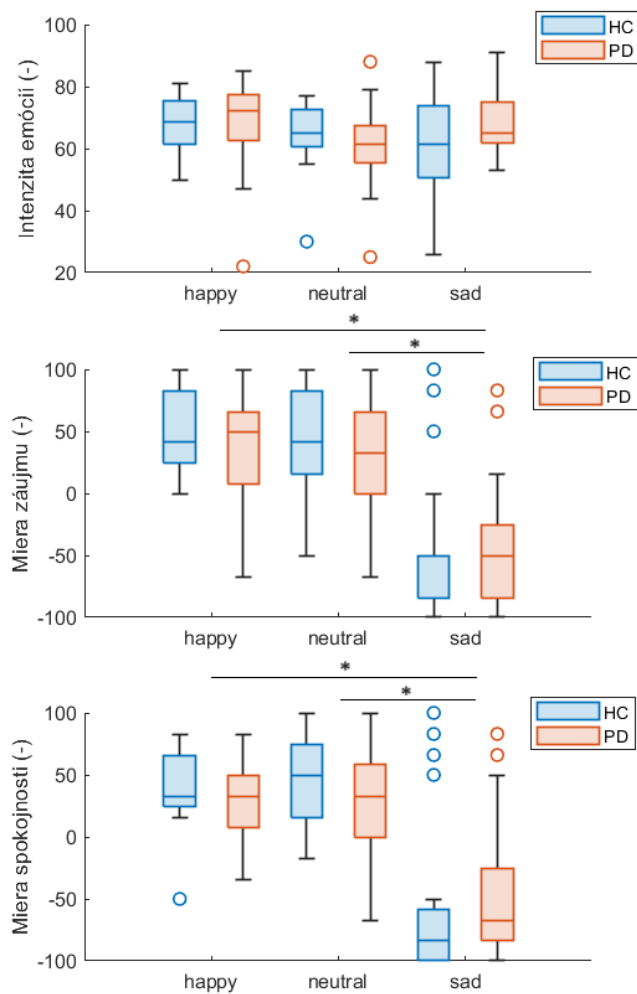 Intenzita emócií (-)
100
80
60
40
20
happy neutral sad
HC
PD
Miera záujmu (-)
100
50
0
-50
-100
happy neutral sad
* 
*
HC
PD
Miera spokojnosti (-)
100
50
0
-50
-100
happy neutral sad
*
*
HC
PD